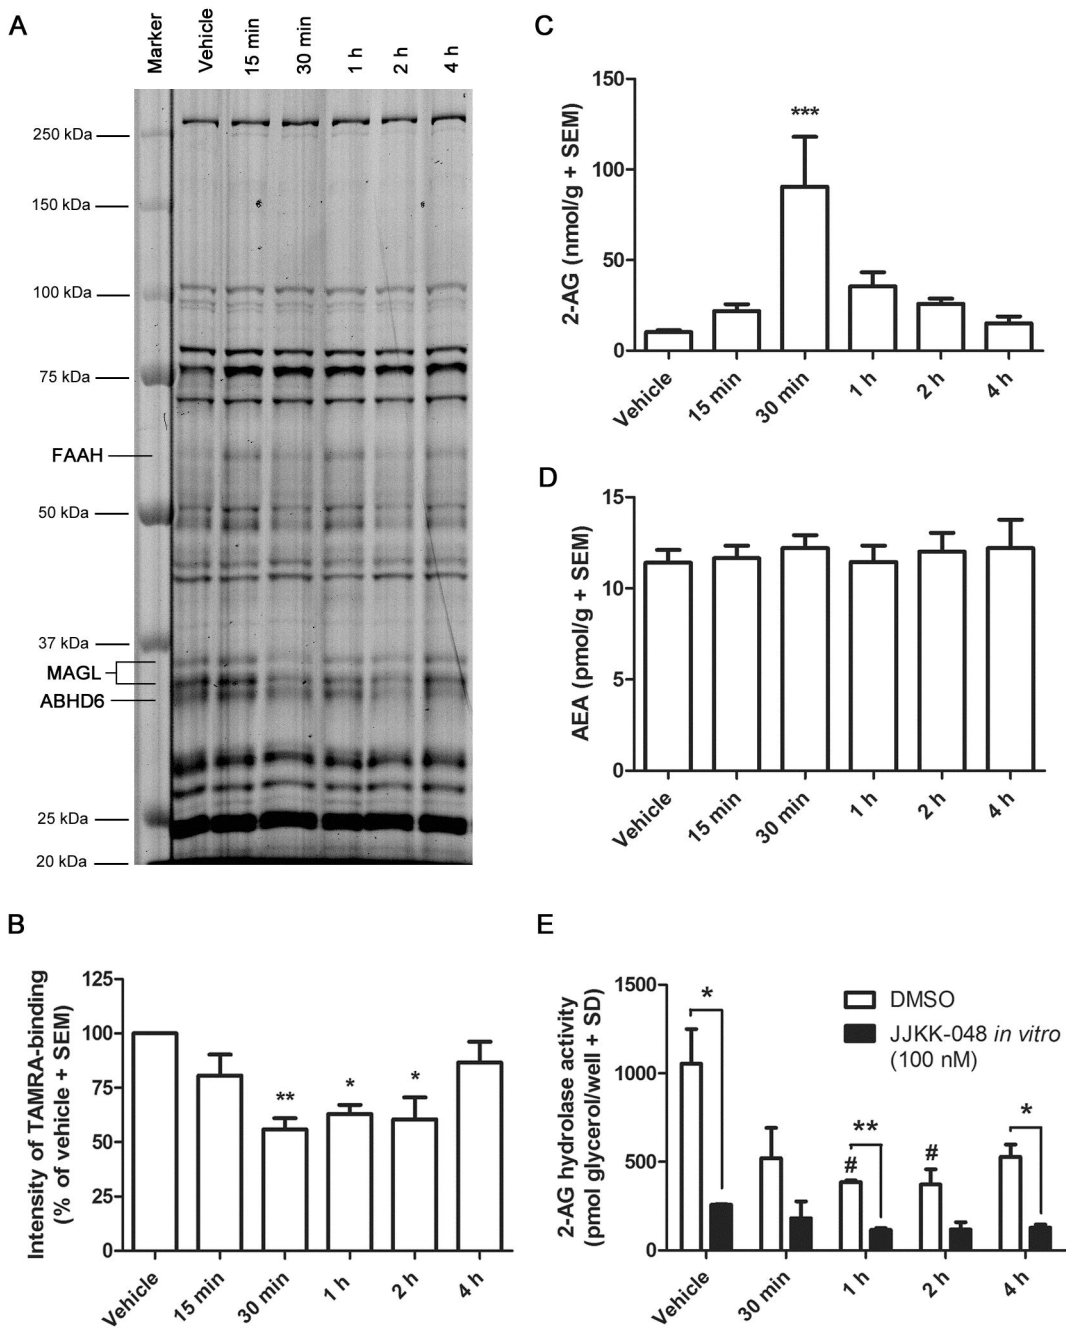 A
Marker
Vehicle
15 min
30 min
1 h
2 h
4 h
250 kDa
150 kDa
100 kDa
75 kDa
FAAH
50 kDa
37 kDa
MAGL
ABHD6
25 kDa
20 kDa
B
Intensity of TAMRA-binding
(% of vehicle + SEM)
125
100
75
50
25
0
** * *
Vehicle
15 min
30 min
1 h
2 h
4 h
C
2-AG (nmol/g + SEM)
150
100
50
0
***
Vehicle
15 min
30 min
1 h
2 h
4 h
D
AEA (pmol/g + SEM)
15
10
5
0
Vehicle
15 min
30 min
1 h
2 h
4 h
E
2-AG hydrolase activity
(pmol glycerol/well + SD)
1500
1000
500
0
DMSO
JJKK-048 in vitro
(100 nM)
*
**
*
# #
Vehicle
30 min
1 h
2 h
4 h